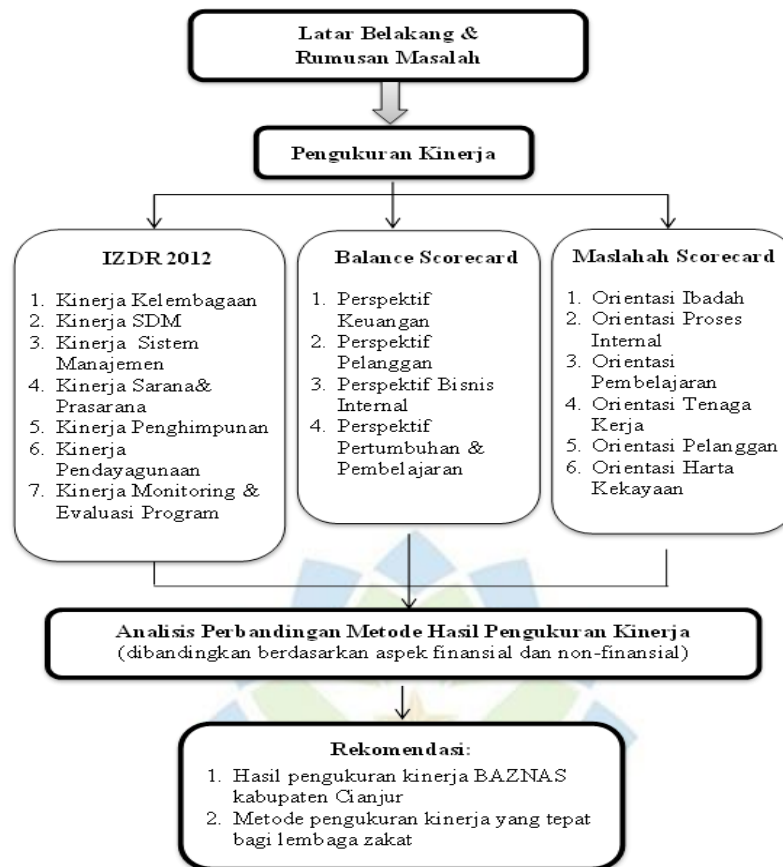 Latar Belakang &
Rumusan Masalah
Pengukuran Kinerja
IZDR 2012
1. Kinerja Kelembagaan
2. Kinerja SDM
3. Kinerja Sistem
Manajemen
4. Kinerja Sarana&
Prasarana
5. Kinerja Penghimpunan
6. Kinerja
Pendayagunaan
7. Kinerja Monitoring &
Evaluasi Program
Balance Scorecard
1. Perspektif
Keuangan
2. Perspektif
Pelanggan
3. Perspektif Bisnis
Internal
4. Perspektif
Pertumbuhan &
Pembelajaran
Maslahah Scorecard
1. Orientasi Ibadah
2. Orientasi Proses
Internal
3. Orientasi
Pembelajaran
4. Orientasi Tenaga
Kerja
5. Orientasi Pelanggan
6. Orientasi Harta
Kekayaan
Analisis Perbandingan Metode Hasil Pengukuran Kinerja
(dibandingkan berdasarkan aspek finansial dan non-finansial)
Rekomendasi:
1. Hasil pengukuran kinerja BAZNAS
kabupaten Cianjur
2. Metode pengukuran kinerja yang tepat
bagi lembaga zakat